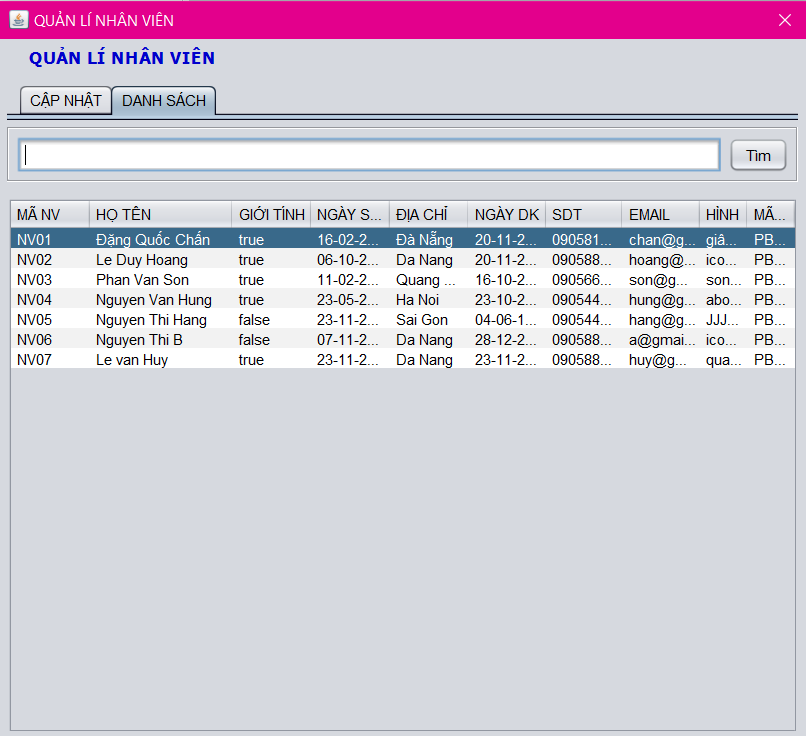 QUẢN LÍ NHÂN VIÊN
QUẢN LÍ NHÂN VIÊN
CẬP NHẬT DANH SÁCH
Tìm
MÃ NV HỌ TÊN GIỚI TÍNH NGÀY S... ĐỊA CHỈ NGÀY DK SDT EMAIL HÌNH MÃ...
NV01 Đặng Quốc Chấn true 16-02-2... Đà Nẵng 20-11-2... 090581... chan@g... giâ... PB...
NV02 Le Duy Hoang true 06-10-2... Da Nang 20-11-2... 090588... hoang@... ico... PB...
NV03 Phan Van Son true 11-02-2... Quang ... 16-10-2... 090566... son@g... son... PB...
NV04 Nguyen Van Hung true 23-05-2... Ha Noi 23-10-2... 090544... hung@g... abo... PB...
NV05 Nguyen Thi Hang false 23-11-2... Sai Gon 04-06-1... 090544... hang@g... JJJ... PB...
NV06 Nguyen Thi B false 07-11-2... Da Nang 28-12-2... 090588... a@gmai... ico... PB...
NV07 Le van Huy true 23-11-2... Da Nang 23-11-2... 090588... huy@g... qua... PB...